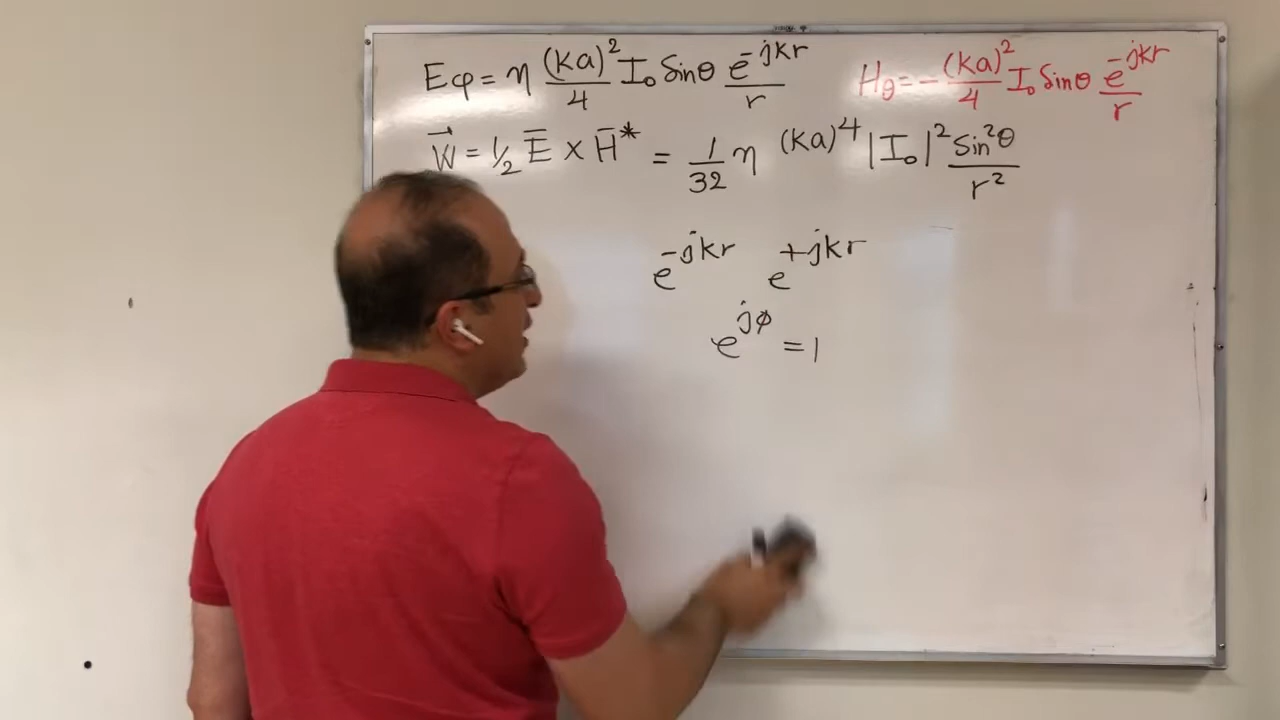 Eφ = η (ka)²/4 I₀ Sinθ e^-jkr/r Hθ = - (ka)²/4 I₀ Sinθ e^-jkr/r
W⃗ = 1/2 E̅ × H̅* = 1/32 η (ka)⁴ |I₀|² Sin²θ/r²
e^-jkr e^+jkr
e^jφ = 1